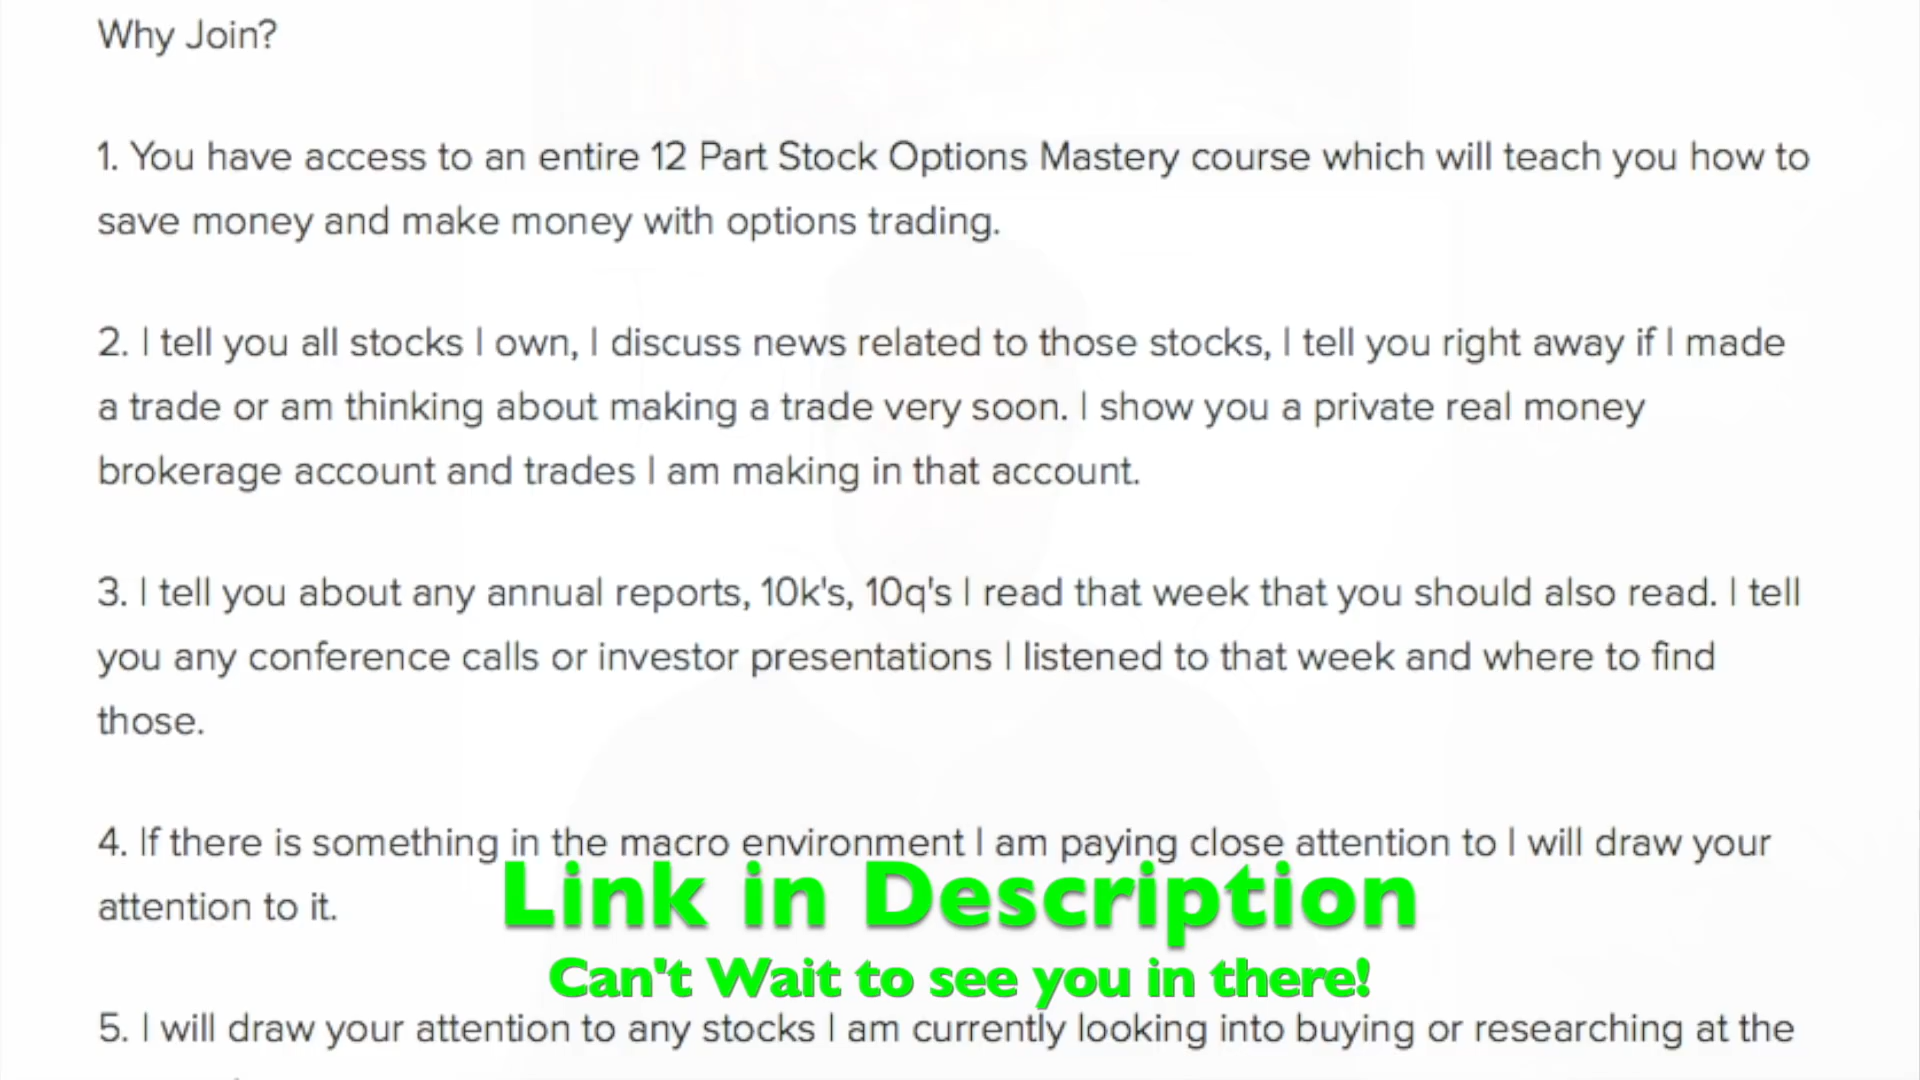 Why Join?
1. You have access to an entire 12 Part Stock Options Mastery course which will teach you how to
save money and make money with options trading.
2. I tell you all stocks I own, I discuss news related to those stocks, I tell you right away if I made
a trade or am thinking about making a trade very soon. I show you a private real money
brokerage account and trades I am making in that account.
3. I tell you about any annual reports, 10k's, 10q's I read that week that you should also read. I tell
you any conference calls or investor presentations I listened to that week and where to find
those.
4. If there is something in the macro environment I am paying close attention to I will draw your
attention to it.
Link in Description
Can't Wait to see you in there!
5. I will draw your attention to any stocks I am currently looking into buying or researching at the